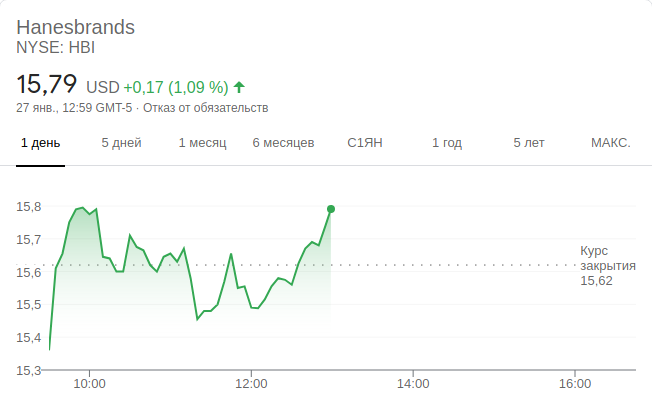 Hanesbrands
NYSE: HBI
15,79 USD +0,17 (1,09 %)
27 янв., 12:59 GMT-5 · Отказ от обязательств
1 день 5 дней 1 месяц 6 месяцев С1ЯН 1 год 5 лет МАКС.
15,8
15,7
15,6
15,5
15,4
15,3
Курс
закрытия
15,62
10:00 12:00 14:00 16:00